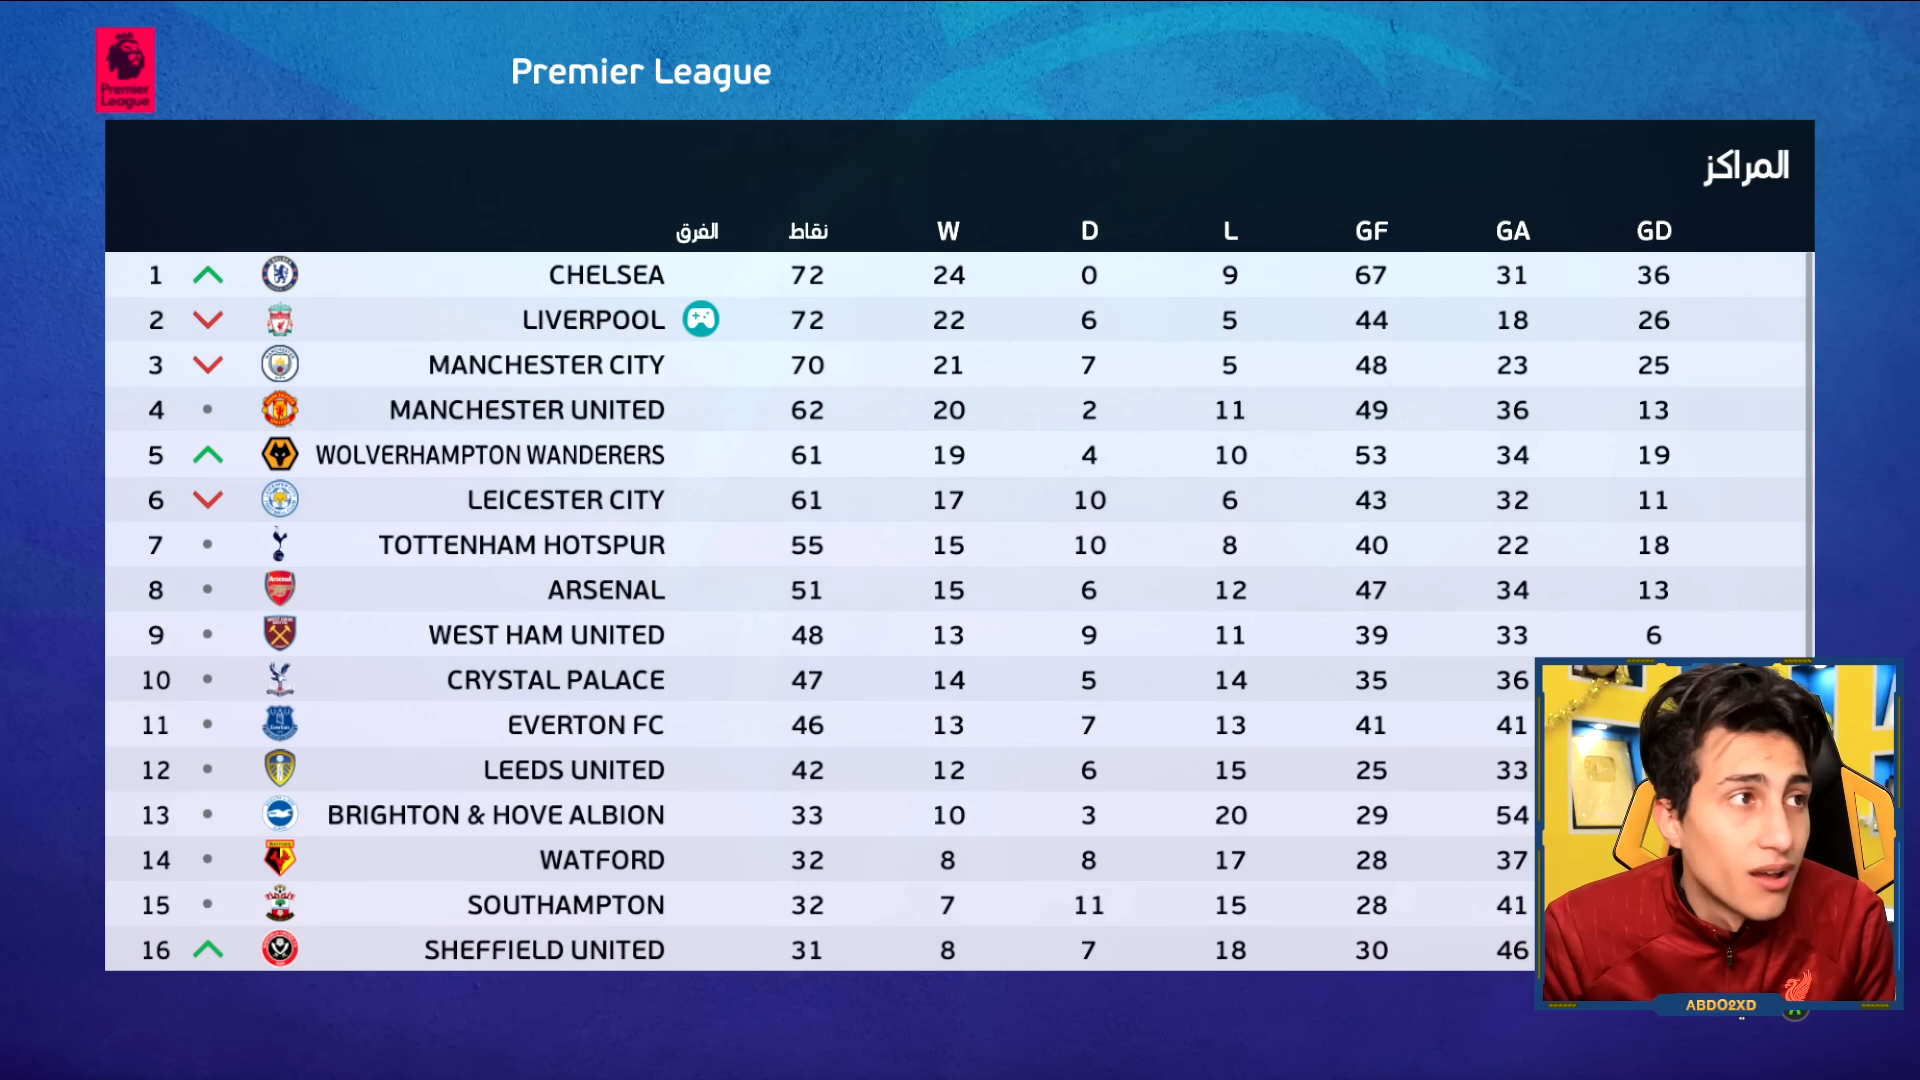 Premier League
Premier League
المراكز
الفرق نقاط W D L GF GA GD
1 CHELSEA 72 24 0 9 67 31 36
2 LIVERPOOL 72 22 6 5 44 18 26
3 MANCHESTER CITY 70 21 7 5 48 23 25
4 MANCHESTER UNITED 62 20 2 11 49 36 13
5 WOLVERHAMPTON WANDERERS 61 19 4 10 53 34 19
6 LEICESTER CITY 61 17 10 6 43 32 11
7 TOTTENHAM HOTSPUR 55 15 10 8 40 22 18
8 ARSENAL 51 15 6 12 47 34 13
9 WEST HAM UNITED 48 13 9 11 39 33 6
10 CRYSTAL PALACE 47 14 5 14 35 36
11 EVERTON FC 46 13 7 13 41 41
12 LEEDS UNITED 42 12 6 15 25 33
13 BRIGHTON & HOVE ALBION 33 10 3 20 29 54
14 WATFORD 32 8 8 17 28 37
15 SOUTHAMPTON 32 7 11 15 28 41
16 SHEFFIELD UNITED 31 8 7 18 30 46
ABDO2XD